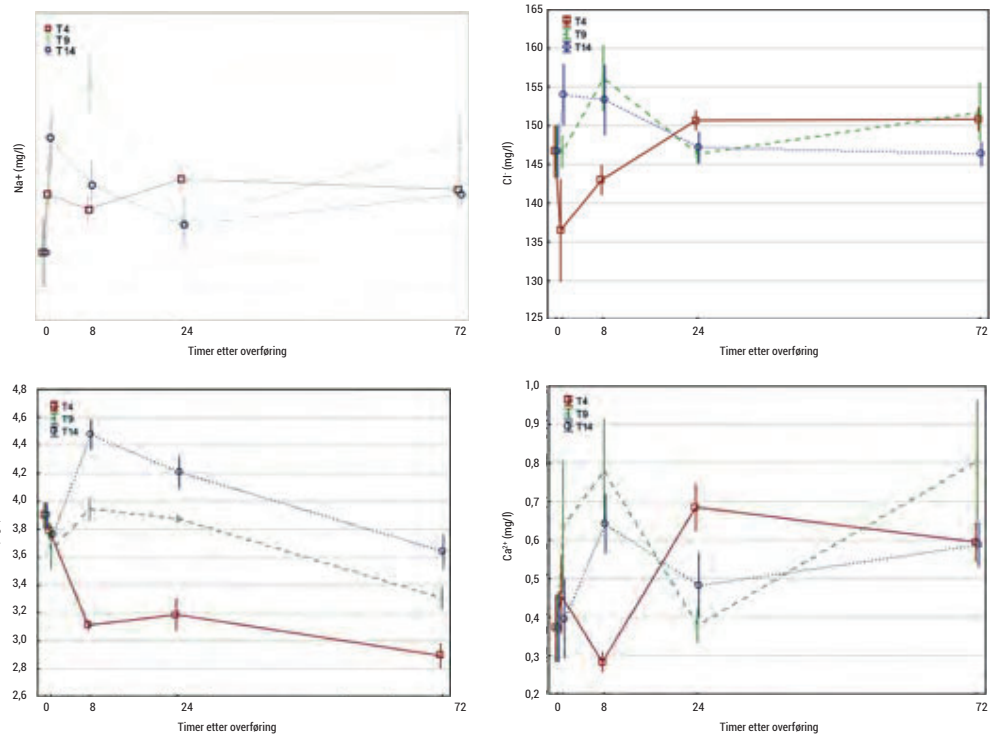 T4
T9
T14
Na+ (mg/l)
0 8 24 72
Timer etter overføring
165
160
155
150
145
140
135
130
125
T4
T9
T14
Cl⁻ (mg/l)
0 8 24 72
Timer etter overføring
4,8
4,6
4,4
4,2
4,0
3,8
3,6
3,4
3,2
3,0
2,8
2,6
T4
T9
T14
0 8 24 72
Timer etter overføring
1,0
0,9
0,8
0,7
0,6
0,5
0,4
0,3
0,2
T4
T9
T14
Ca²⁺ (mg/l)
0 8 24 72
Timer etter overføring